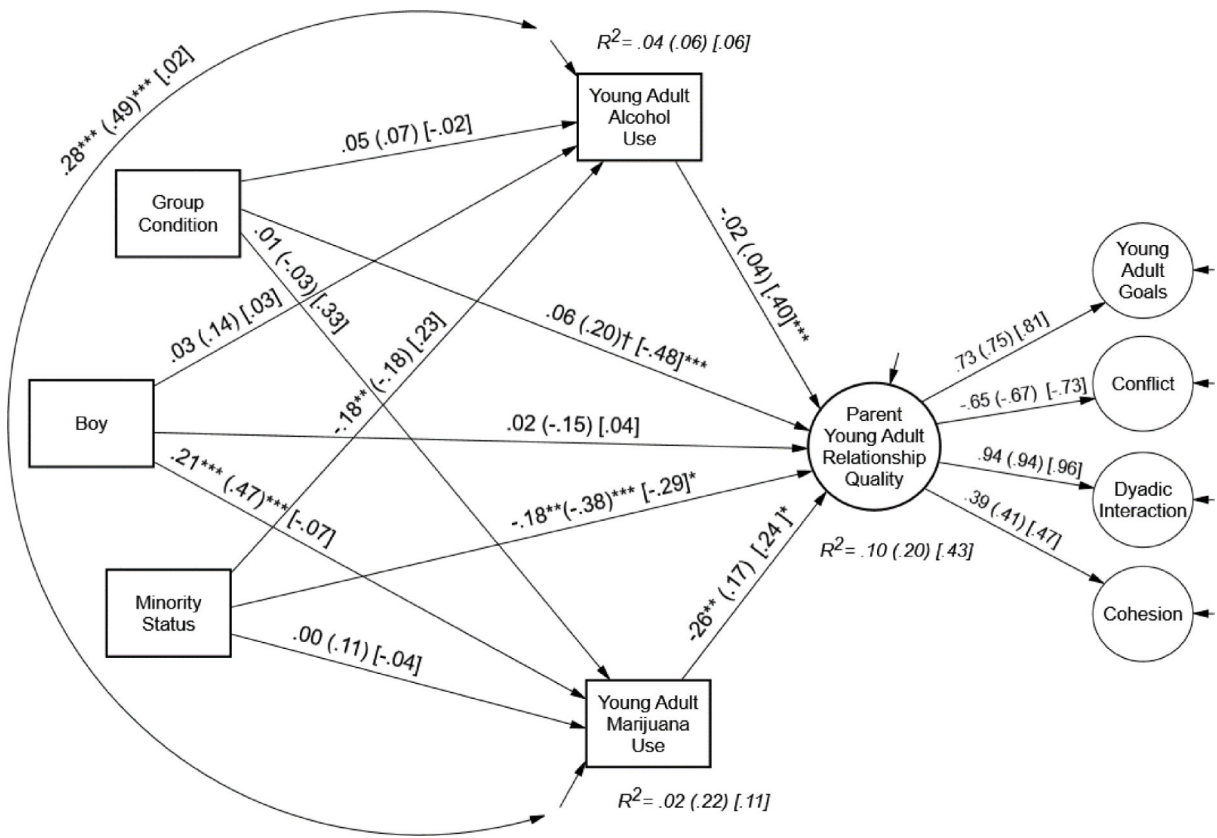 R² = .04 (.06) [.06]
.28*** (.49)*** [.02]
Young Adult
Alcohol
Use
.05 (.07) [-.02]
Group
Condition
.01 (-.03) [.33]
-.02 (.04) [.40]***
Young
Adult
Goals
.03 (.14) [.03]
.06 (.20)† [-.48]***
.73 (.75) [.81]
-.18** (-.18) [.23]
-.65 (-.67) [-.73]
Conflict
Boy
.02 (-.15) [.04]
Parent
Young Adult
Relationship
Quality
.94 (.94) [.96]
Dyadic
Interaction
.21*** (.47)*** [-.07]
-.18**(-.38)*** [-.29]*
.39 (.41) [.47]
R² = .10 (.20) [.43]
Minority
Status
.00 (.11) [-.04]
-26** (.17) [.24 ]*
Cohesion
Young Adult
Marijuana
Use
R² = .02 (.22) [.11]